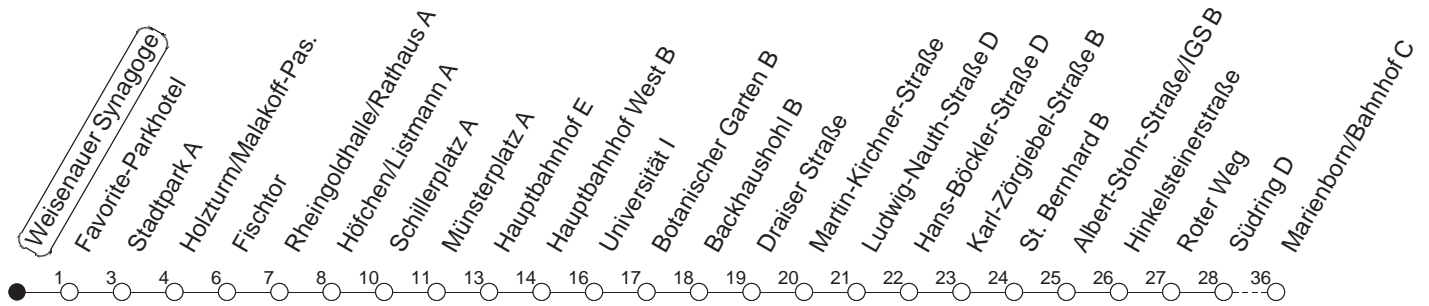 Weisenauer Synagoge
Favorite-Parkhotel
Stadtpark A
Holzturm/Malakoff-Pas.
Fischtor
Rheingoldhalle/Rathaus A
Höfchen/Listmann A
Schillerplatz A
Münsterplatz A
Hauptbahnhof E
Hauptbahnhof West B
Universität I
Botanischer Garten B
Backhaushohl B
Draiser Straße
Martin-Kirchner-Straße
Ludwig-Nauth-Straße D
Hans-Böckler-Straße D
Karl-Zörgiebel-Straße B
St. Bernhard B
Albert-Stohr-Straße/IGS B
Hinkelsteinerstraße
Roter Weg
Südring D
Marienborn/Bahnhof C
1 3 4 6 7 8 10 11 13 14 16 17 18 19 20 21 22 23 24 25 26 27 28 36